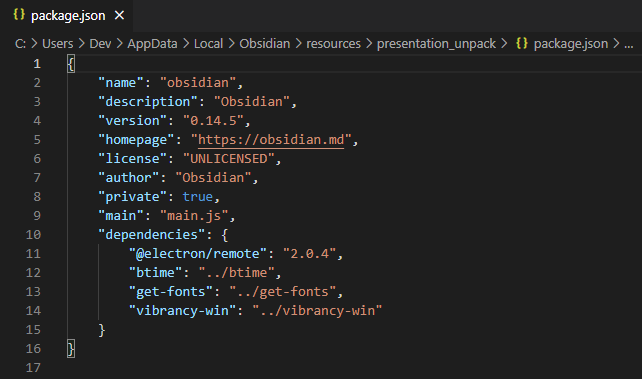 {} package.json ×
C: > Users > Dev > AppData > Local > Obsidian > resources > presentation_unpack > {} package.json > ...
1 {
2     "name": "obsidian",
3     "description": "Obsidian",
4     "version": "0.14.5",
5     "homepage": "https://obsidian.md",
6     "license": "UNLICENSED",
7     "author": "Obsidian",
8     "private": true,
9     "main": "main.js",
10     "dependencies": {
11         "@electron/remote": "2.0.4",
12         "btime": "../btime",
13         "get-fonts": "../get-fonts",
14         "vibrancy-win": "../vibrancy-win"
15     }
16 }
17